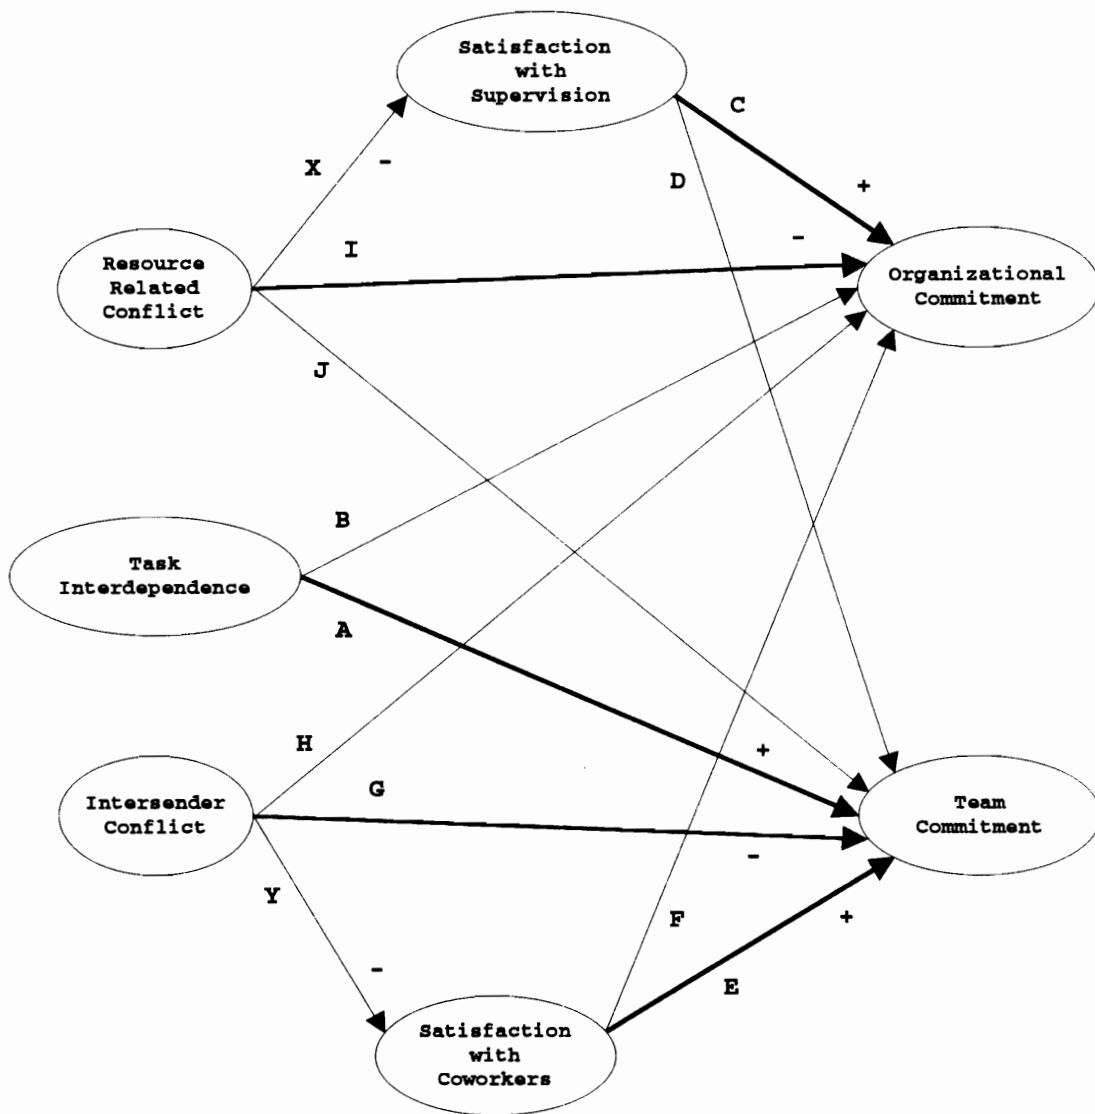 Satisfaction
with
Supervision
C
X
-
D
+
Resource
Related
Conflict
I
-
Organizational
Commitment
J
B
Task
Interdependence
A
H
+
Intersender
Conflict
G
Team
Commitment
-
Y
F
+
-
E
Satisfaction
with
Coworkers